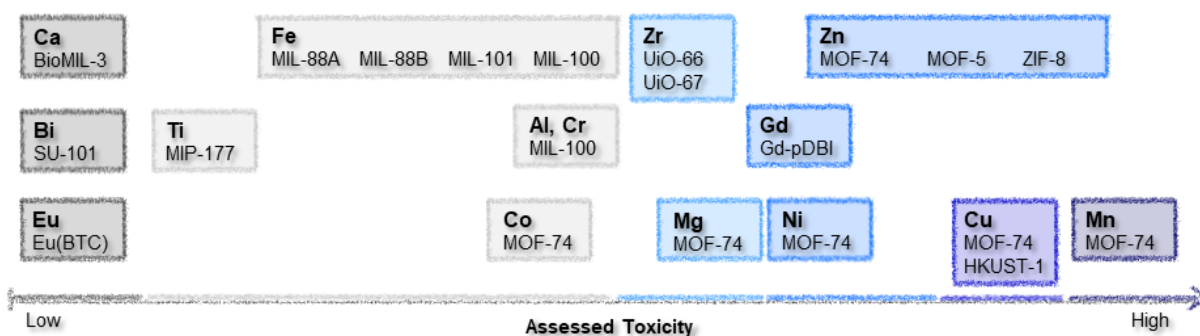 Ca
BioMIL-3
Fe
MIL-88A MIL-88B MIL-101 MIL-100
Zr
UiO-66
UiO-67
Zn
MOF-74 MOF-5 ZIF-8
Bi
SU-101
Ti
MIP-177
Al, Cr
MIL-100
Gd
Gd-pDBI
Eu
Eu(BTC)
Co
MOF-74
Mg
MOF-74
Ni
MOF-74
Cu
MOF-74
HKUST-1
Mn
MOF-74
Low
Assessed Toxicity
High